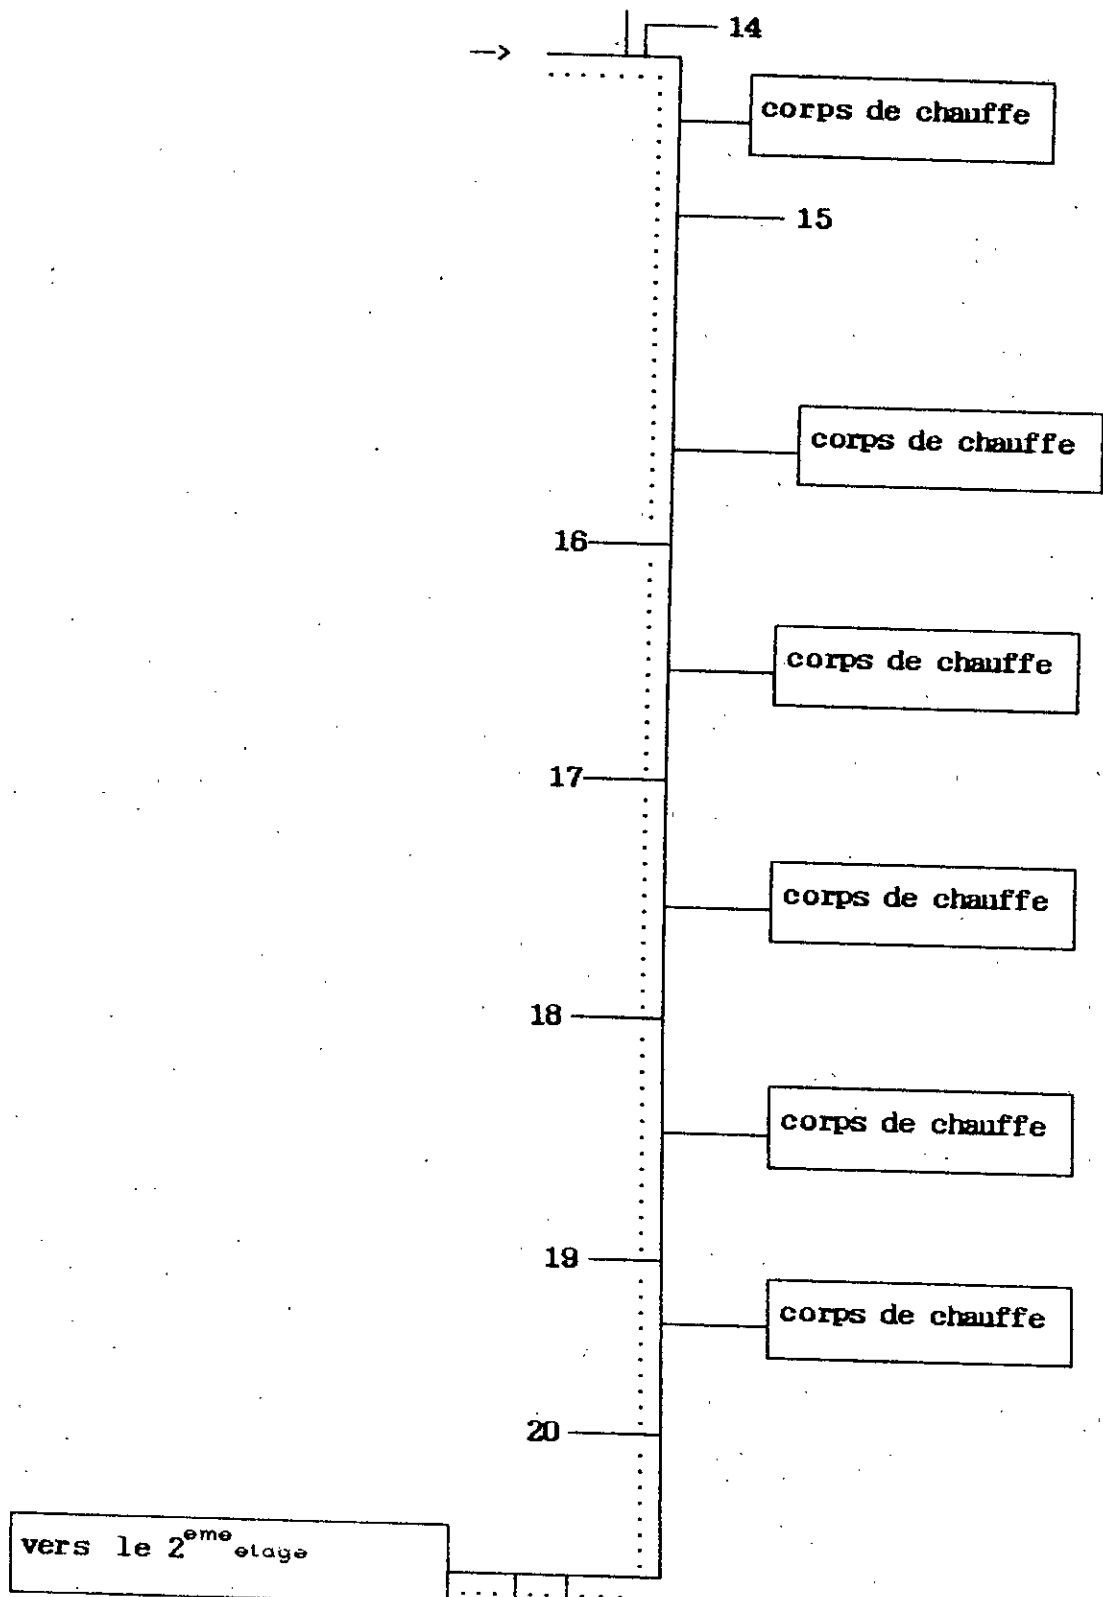 14
corps de chauffe
15
corps de chauffe
16
corps de chauffe
17
corps de chauffe
18
corps de chauffe
19
corps de chauffe
20
vers le 2eme etage